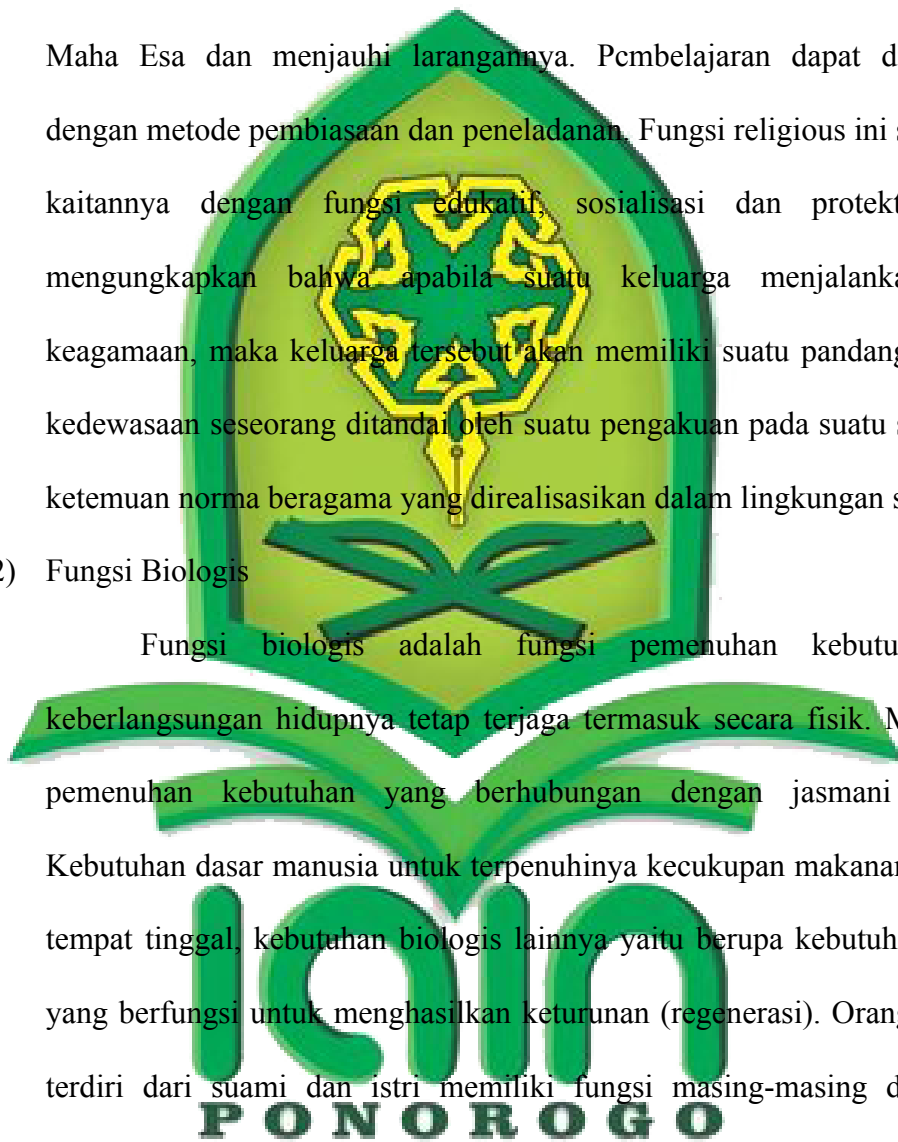 Maha Esa dan menjauhi larangannya. Pcmbelajaran dapat d
dengan metode pembiasaan dan peneladanan. Fungsi religious ini s
kaitannya dengan fungsi edukatif, sosialisasi dan protekt
mengungkapkan bahwa apabila suatu keluarga menjalanka
keagamaan, maka keluarga tersebut akan memiliki suatu pandang
kedewasaan seseorang ditandai oleh suatu pengakuan pada suatu s
ketemuan norma beragama yang direalisasikan dalam lingkungan s
2) Fungsi Biologis
Fungsi biologis adalah fungsi pemenuhan kebutu
keberlangsungan hidupnya tetap terjaga termasuk secara fisik. M
pemenuhan kebutuhan yang berhubungan dengan jasmani
Kebutuhan dasar manusia untuk terpenuhinya kecukupan makanan
tempat tinggal, kebutuhan biologis lainnya yaitu berupa kebutuh
yang berfungsi untuk menghasilkan keturunan (regenerasi). Orang
terdiri dari suami dan istri memiliki fungsi masing-masing d
iain
PONOROGO